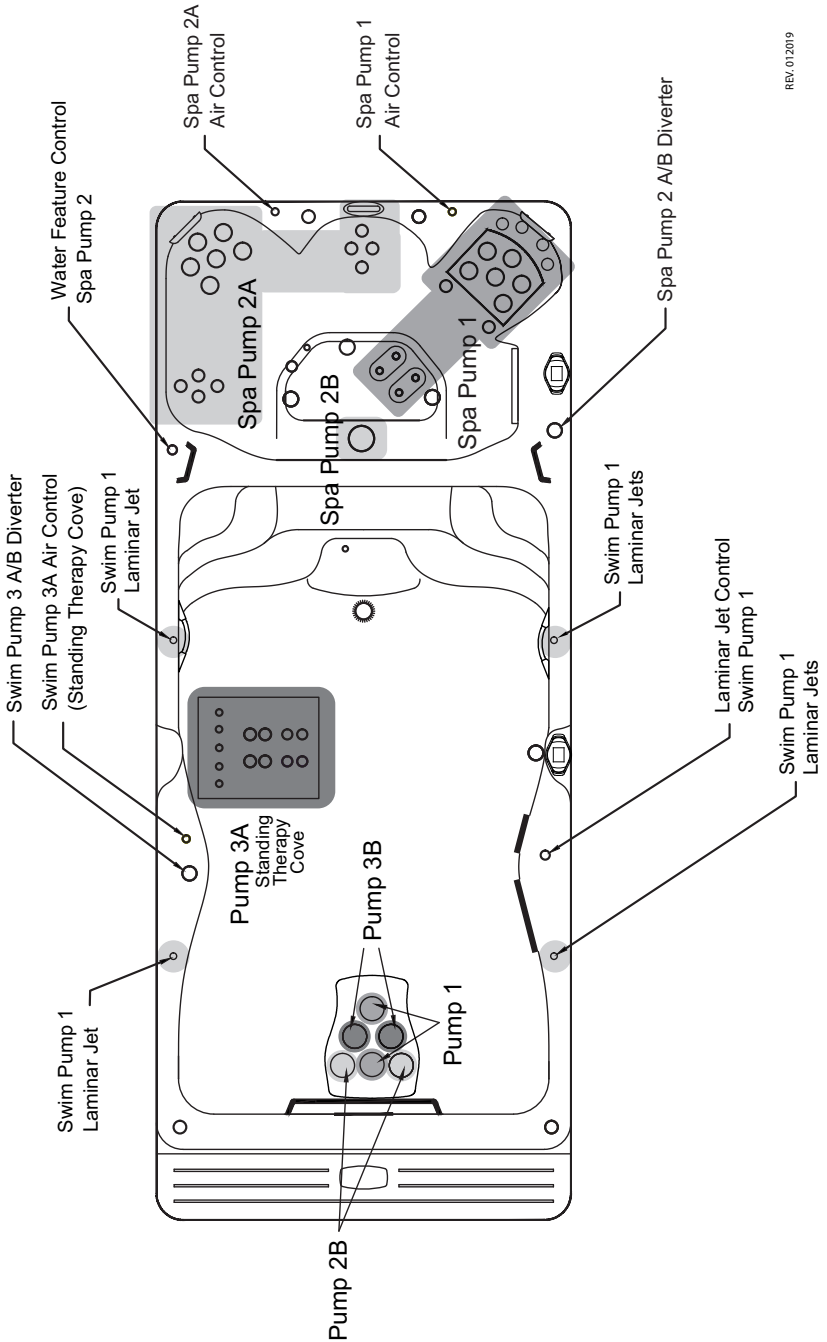 Spa Pump 2A
Air Control
Spa Pump 1
Air Control
Water Feature Control
Spa Pump 2
Spa Pump 2 A/B Diverter
Swim Pump 3 A/B Diverter
Swim Pump 3A Air Control
(Standing Therapy Cove)
Swim Pump 1
Laminar Jet
Swim Pump 1
Laminar Jet
Swim Pump 1
Laminar Jets
Laminar Jet Control
Swim Pump 1
Swim Pump 1
Laminar Jets
Spa Pump 2A
Spa Pump 2B
Spa Pump 1
Pump 3A
Standing
Therapy
Cove
Pump 3B
Pump 1
Pump 2B
REV. 012019